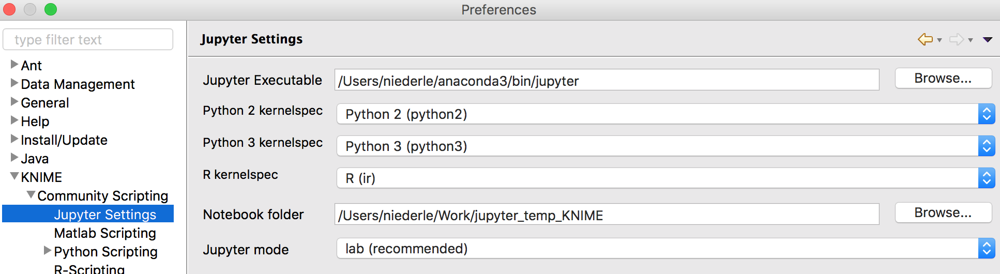 Preferences
type filter text
Ant
Data Management
General
Help
Install/Update
Java
KNIME
Community Scripting
Jupyter Settings
Matlab Scripting
Python Scripting
R-Scripting
Jupyter Settings
Jupyter Executable /Users/niederle/anaconda3/bin/jupyter Browse...
Python 2 kernelspec Python 2 (python2)
Python 3 kernelspec Python 3 (python3)
R kernelspec R (ir)
Notebook folder /Users/niederle/Work/jupyter_temp_KNIME Browse...
Jupyter mode lab (recommended)